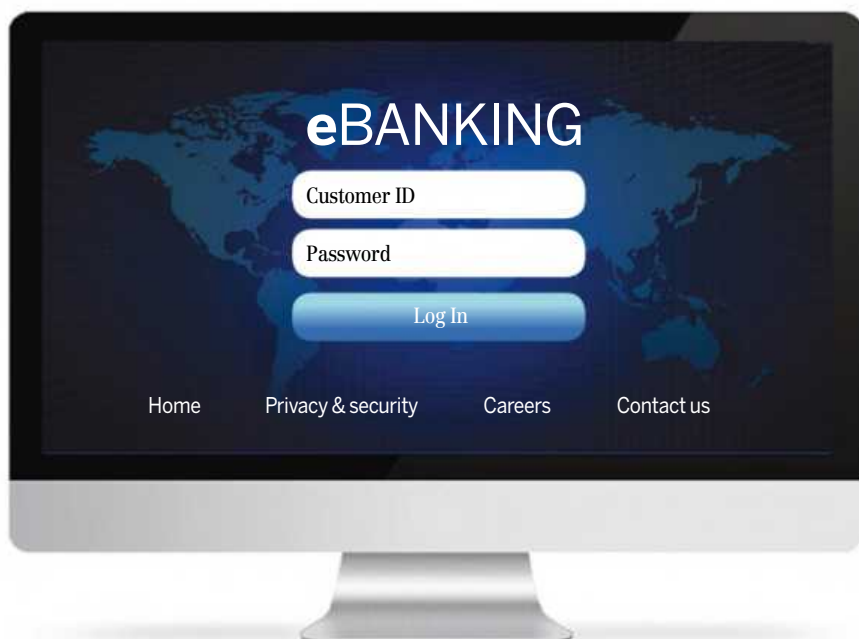 eBANKING
Customer ID
Password
Log In
Home Privacy & security Careers Contact us